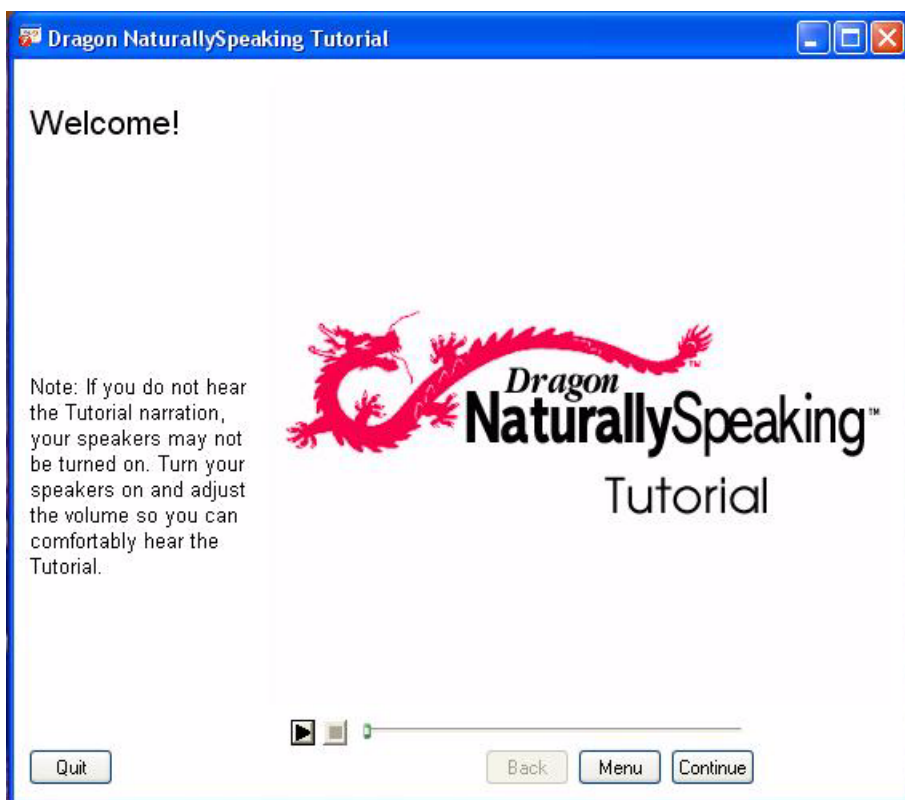 Dragon NaturallySpeaking Tutorial
Welcome!
Note: If you do not hear
the Tutorial narration,
your speakers may not
be turned on. Turn your
speakers on and adjust
the volume so you can
comfortably hear the
Tutorial.
Dragon
NaturallySpeaking™
Tutorial
Quit
Back
Menu
Continue